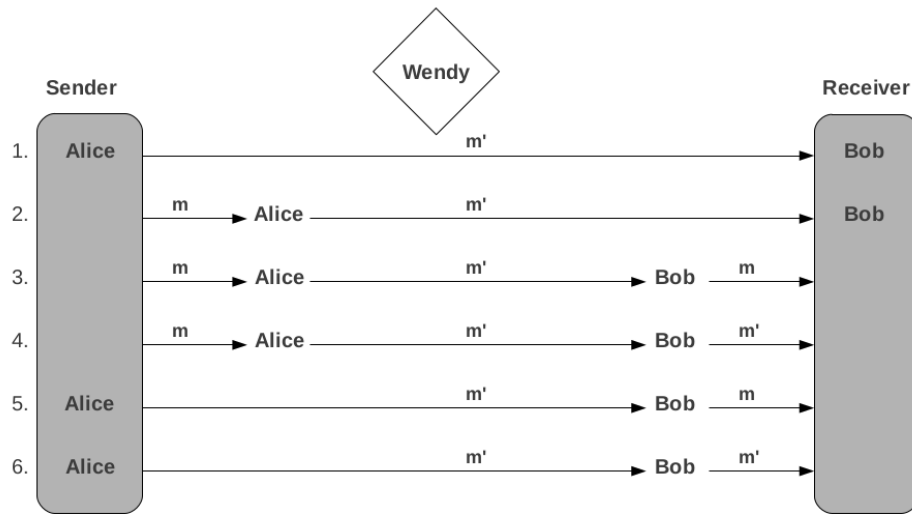 Wendy
Sender Receiver
1. Alice m' Bob
2. m Alice m' Bob
3. m Alice m' Bob m
4. m Alice m' Bob m'
5. Alice m' Bob m
6. Alice m' Bob m'